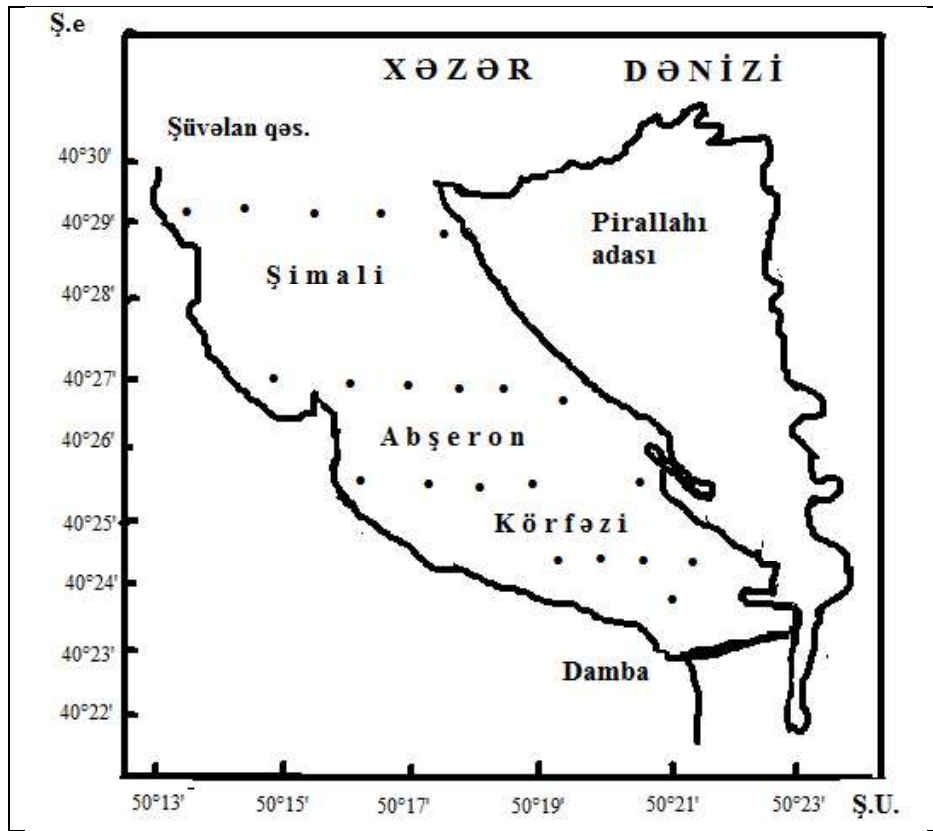 Ş.e
XƏZƏR DƏNİZİ
Şüvəlan qəs.
40°30'
40°29'
Pirallahı
adası
Şimali
40°28'
40°27'
Abşeron
40°26'
Körfəzi
40°25'
40°24'
40°23'
Damba
40°22'
50°13' 50°15' 50°17' 50°19' 50°21' 50°23' Ş.U.